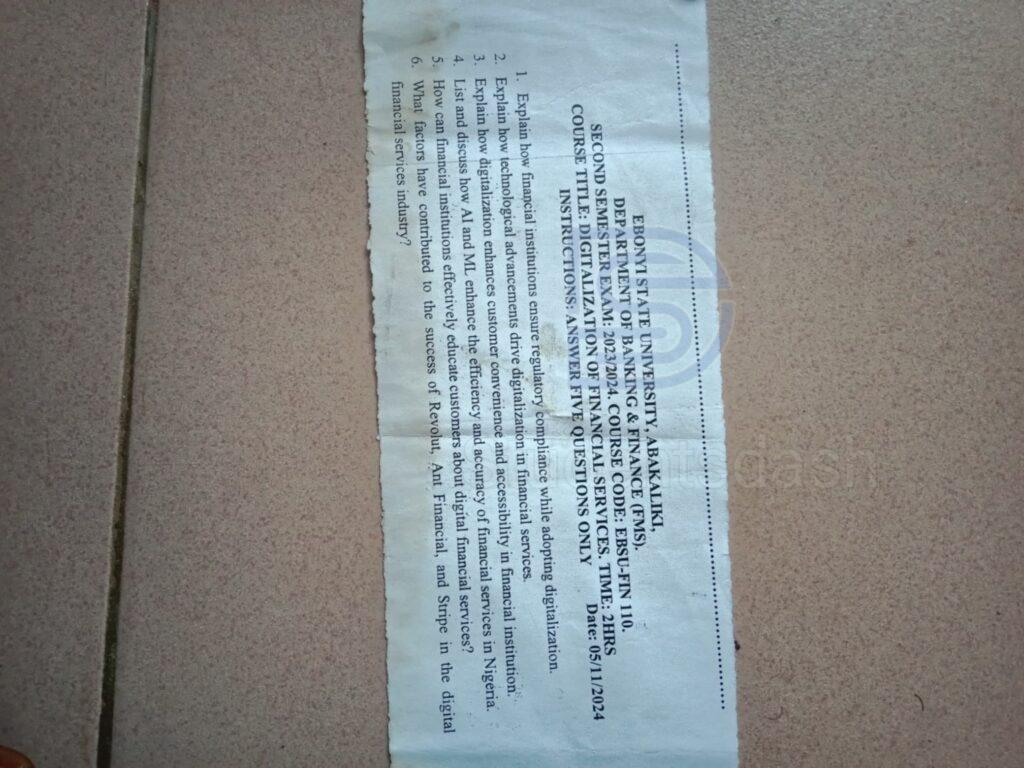 EBONYI STATE UNIVERSITY, ABAKALIKI,
DEPARTMENT OF BANKING & FINANCE (FMS).
SECOND SEMESTER EXAM: 2023/2024. COURSE CODE: EBSU-FIN 110.
COURSE TITLE: DIGITALIZATION OF FINANCIAL SERVICES. TIME: 2HRS
INSTRUCTIONS: ANSWER FIVE QUESTIONS ONLY Date: 05/11/2024
1. Explain how financial institutions ensure regulatory compliance while adopting digitalization.
2. Explain how technological advancements drive digitalization in financial services.
3. Explain how digitalization enhances customer convenience and accessibility in financial institution.
4. List and discuss how AI and ML enhance the efficiency and accuracy of financial services in Nigeria.
5. How can financial institutions effectively educate customers about digital financial services?
6. What factors have contributed to the success of Revolut, Ant Financial, and Stripe in the digital
financial services industry?